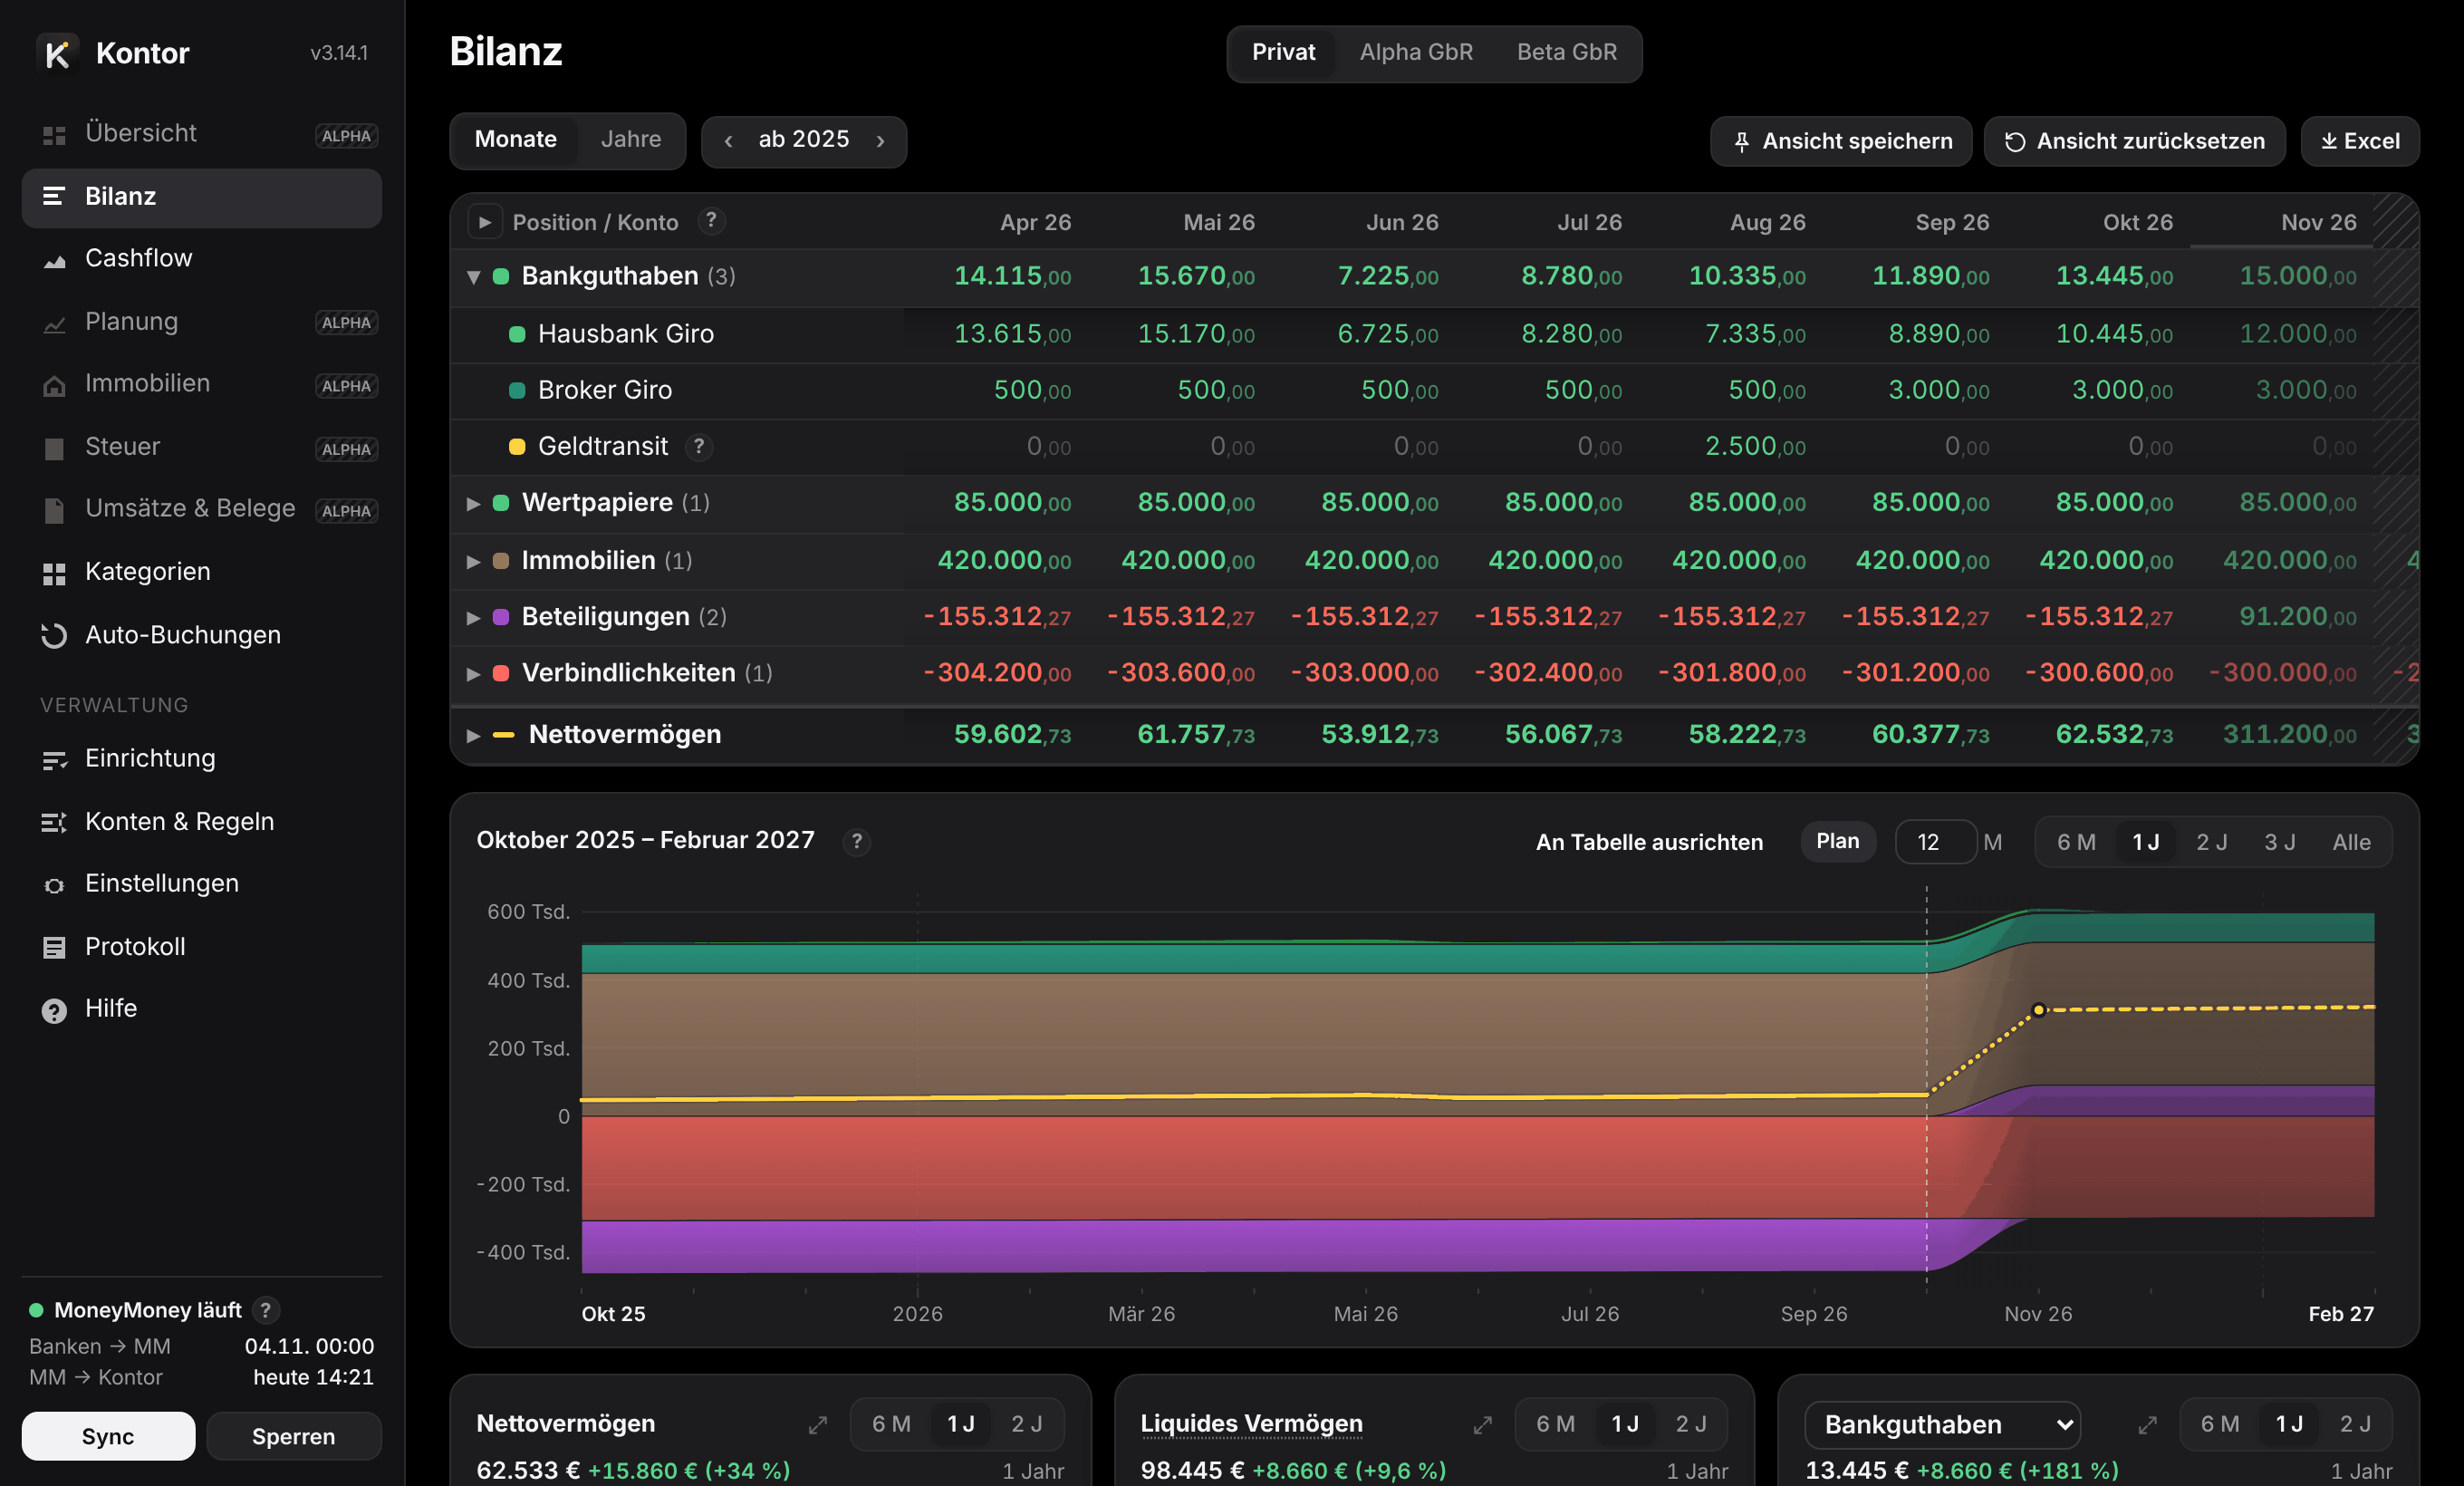 Kontor v3.14.1
Übersicht ALPHA
Bilanz
Cashflow
Planung ALPHA
Immobilien ALPHA
Steuer ALPHA
Umsätze & Belege ALPHA
Kategorien
Auto-Buchungen
VERWALTUNG
Einrichtung
Konten & Regeln
Einstellungen
Protokoll
Hilfe
MoneyMoney läuft ?
Banken → MM 04.11. 00:00
MM → Kontor heute 14:21
Sync Sperren
Bilanz
Privat Alpha GbR Beta GbR
Monate Jahre ‹ ab 2025 ›
Ansicht speichern Ansicht zurücksetzen Excel
Position / Konto ? Apr 26 Mai 26 Jun 26 Jul 26 Aug 26 Sep 26 Okt 26 Nov 26
Bankguthaben (3) 14.115,00 15.670,00 7.225,00 8.780,00 10.335,00 11.890,00 13.445,00 15.000,00
Hausbank Giro 13.615,00 15.170,00 6.725,00 8.280,00 7.335,00 8.890,00 10.445,00 12.000,00
Broker Giro 500,00 500,00 500,00 500,00 500,00 3.000,00 3.000,00 3.000,00
Geldtransit ? 0,00 0,00 0,00 0,00 2.500,00 0,00 0,00 0,00
Wertpapiere (1) 85.000,00 85.000,00 85.000,00 85.000,00 85.000,00 85.000,00 85.000,00 85.000,00
Immobilien (1) 420.000,00 420.000,00 420.000,00 420.000,00 420.000,00 420.000,00 420.000,00 420.000,00 4
Beteiligungen (2) -155.312,27 -155.312,27 -155.312,27 -155.312,27 -155.312,27 -155.312,27 -155.312,27 91.200,00
Verbindlichkeiten (1) -304.200,00 -303.600,00 -303.000,00 -302.400,00 -301.800,00 -301.200,00 -300.600,00 -300.000,00 -2
Nettovermögen 59.602,73 61.757,73 53.912,73 56.067,73 58.222,73 60.377,73 62.532,73 311.200,00 3
Oktober 2025 – Februar 2027 ? An Tabelle ausrichten Plan 12 M 6 M 1 J 2 J 3 J Alle
600 Tsd.
400 Tsd.
200 Tsd.
0
-200 Tsd.
-400 Tsd.
Okt 25 2026 Mär 26 Mai 26 Jul 26 Sep 26 Nov 26 Feb 27
Nettovermögen 6 M 1 J 2 J
62.533 € +15.860 € (+34 %) 1 Jahr
Liquides Vermögen 6 M 1 J 2 J
98.445 € +8.660 € (+9,6 %) 1 Jahr
Bankguthaben 6 M 1 J 2 J
13.445 € +8.660 € (+181 %) 1 Jahr